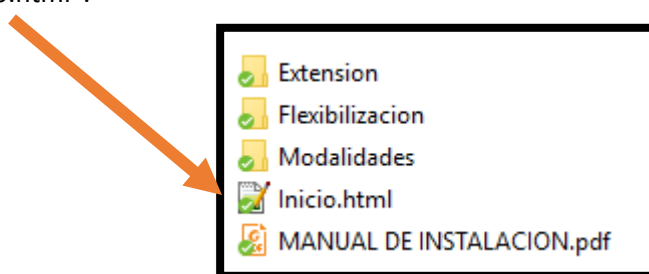 Extension
Flexibilizacion
Modalidades
Inicio.html
MANUAL DE INSTALACION.pdf